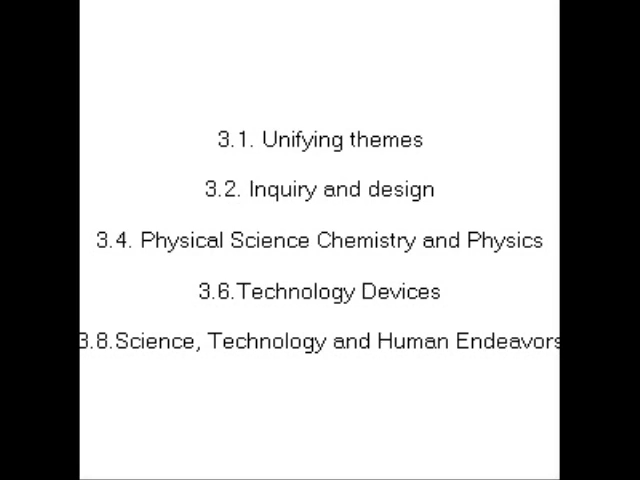 3.1. Unifying themes
3.2. Inquiry and design
3.4. Physical Science Chemistry and Physics
3.6.Technology Devices
3.8.Science, Technology and Human Endeavors